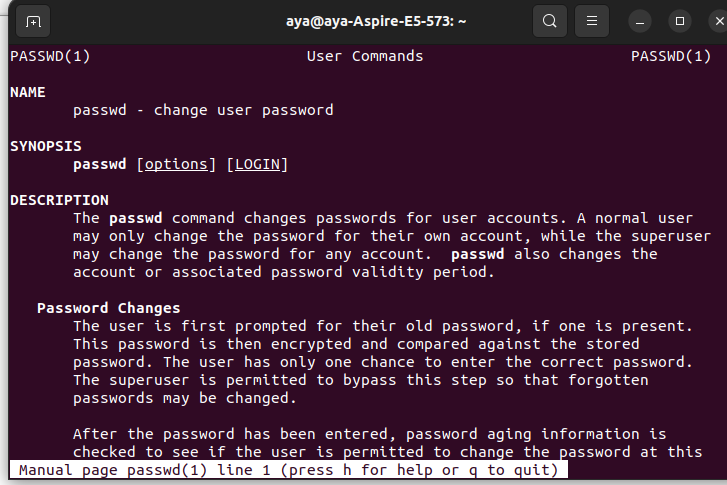 aya@aya-Aspire-E5-573: ~
PASSWD(1) User Commands PASSWD(1)
NAME
passwd - change user password
SYNOPSIS
passwd [options] [LOGIN]
DESCRIPTION
The passwd command changes passwords for user accounts. A normal user
may only change the password for their own account, while the superuser
may change the password for any account.  passwd also changes the
account or associated password validity period.
Password Changes
The user is first prompted for their old password, if one is present.
This password is then encrypted and compared against the stored
password. The user has only one chance to enter the correct password.
The superuser is permitted to bypass this step so that forgotten
passwords may be changed.
After the password has been entered, password aging information is
checked to see if the user is permitted to change the password at this
Manual page passwd(1) line 1 (press h for help or q to quit)